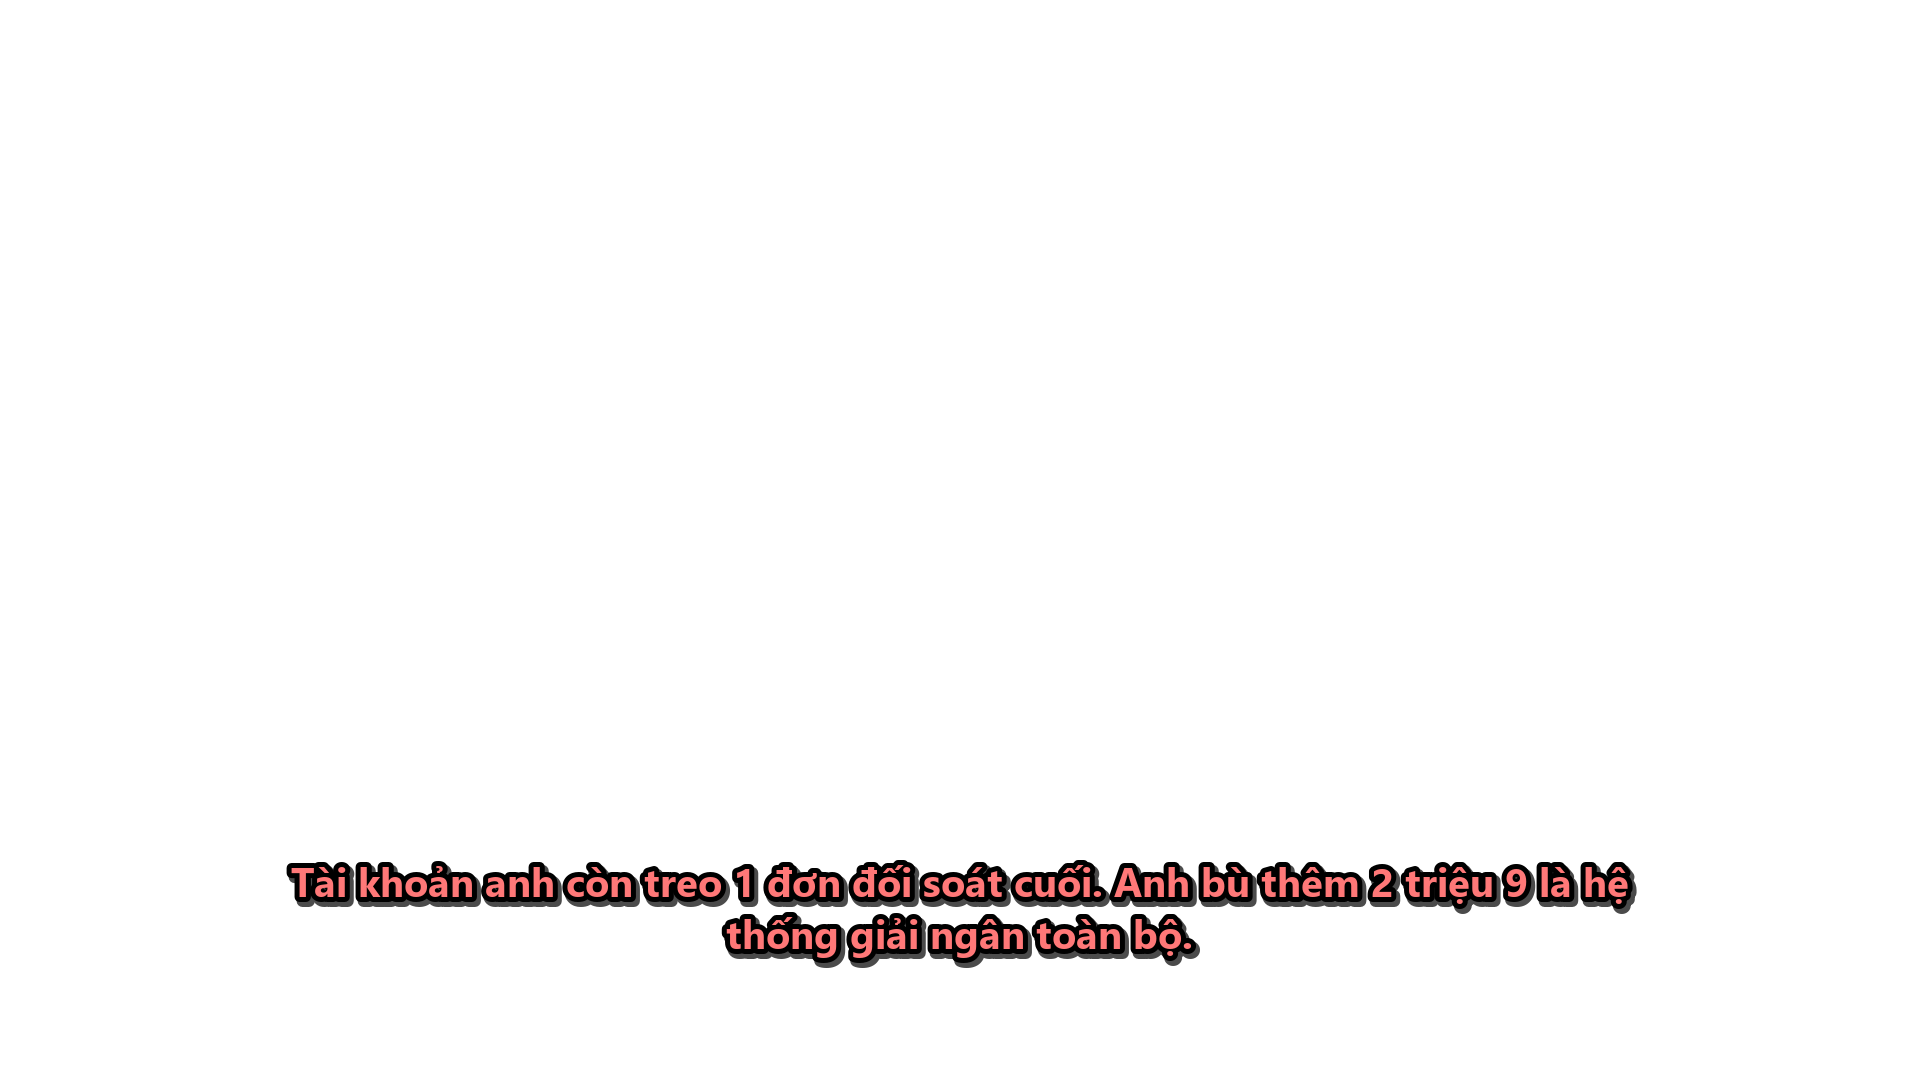 Tài khoản anh còn treo 1 đơn đối soát cuối. Anh bù thêm 2 triệu 9 là hệ
thống giải ngân toàn bộ.